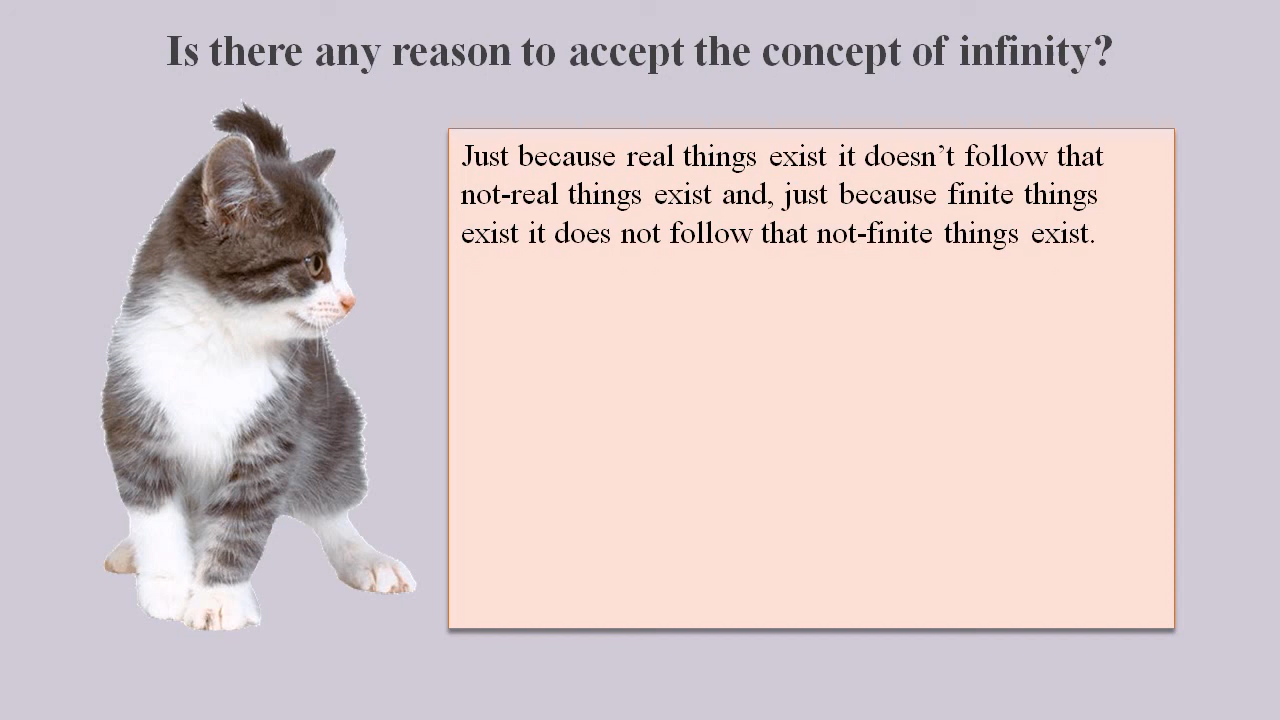 Is there any reason to accept the concept of infinity?
Just because real things exist it doesn’t follow that
not-real things exist and, just because finite things
exist it does not follow that not-finite things exist.